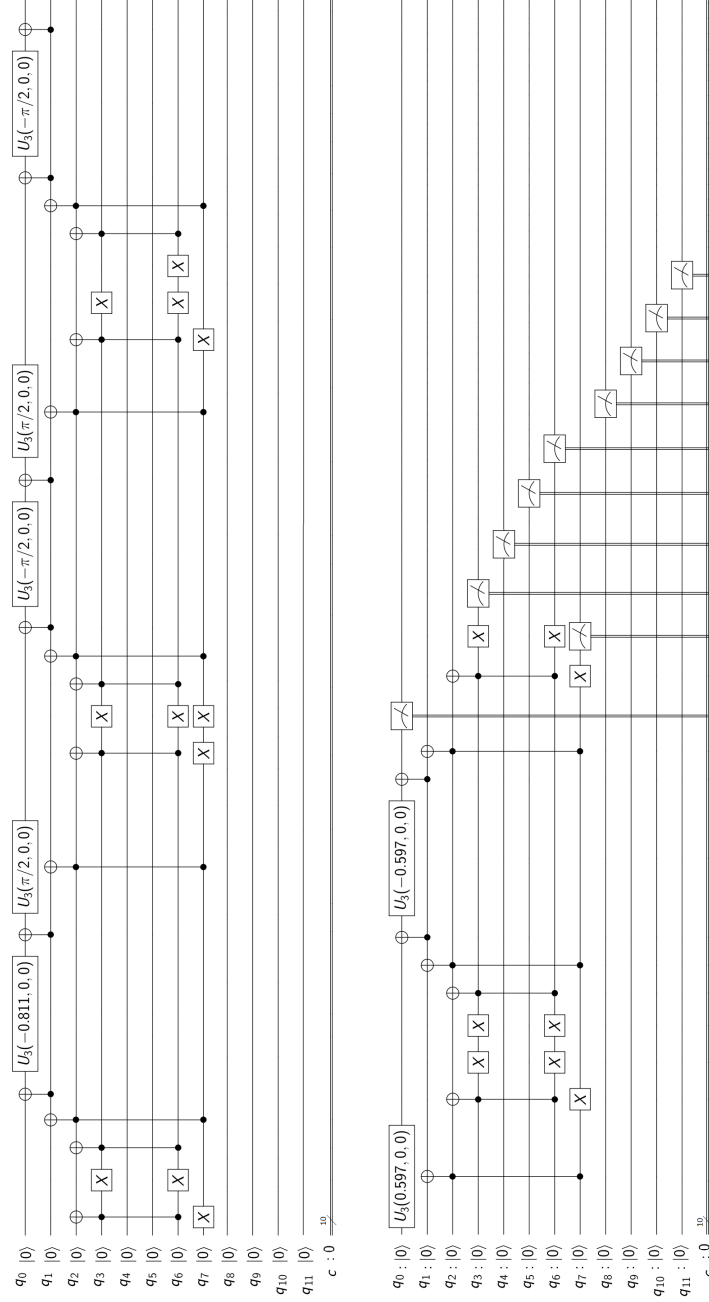 q₀ |0⟩ U₃(−0.811, 0, 0) U₃(π/2, 0, 0) U₃(−π/2, 0, 0) U₃(π/2, 0, 0) U₃(−π/2, 0, 0)
q₁ |0⟩
q₂ |0⟩
q₃ |0⟩ X X X
q₄ |0⟩
q₅ |0⟩
q₆ |0⟩ X X X X
q₇ |0⟩ X X X X
q₈ |0⟩
q₉ |0⟩
q₁₀ |0⟩
q₁₁ |0⟩
c : 0 10
q₀ : |0⟩ U₃(0.597, 0, 0) U₃(−0.597, 0, 0)
q₁ : |0⟩
q₂ : |0⟩
q₃ : |0⟩ X X X
q₄ : |0⟩
q₅ : |0⟩
q₆ : |0⟩ X X X
q₇ : |0⟩ X X
q₈ : |0⟩
q₉ : |0⟩
q₁₀ : |0⟩
q₁₁ : |0⟩
c : 0 10